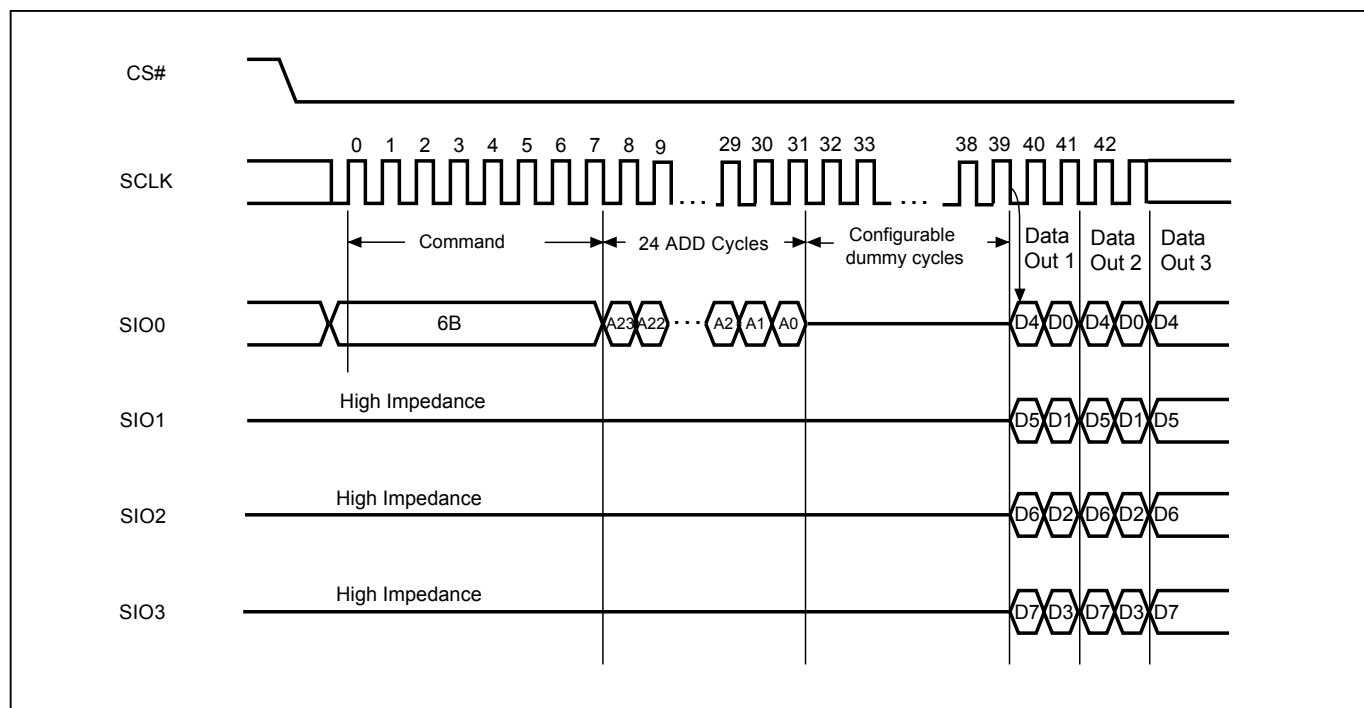 CS#
0 1 2 3 4 5 6 7 8 9 29 30 31 32 33 38 39 40 41 42
SCLK
Command
24 ADD Cycles
Configurable
dummy cycles
Data
Out 1
Data
Out 2
Data
Out 3
SIO0
6B
A23 A22 A2 A1 A0
D4 D0 D4 D0 D4
High Impedance
SIO1
D5 D1 D5 D1 D5
High Impedance
SIO2
D6 D2 D6 D2 D6
High Impedance
SIO3
D7 D3 D7 D3 D7